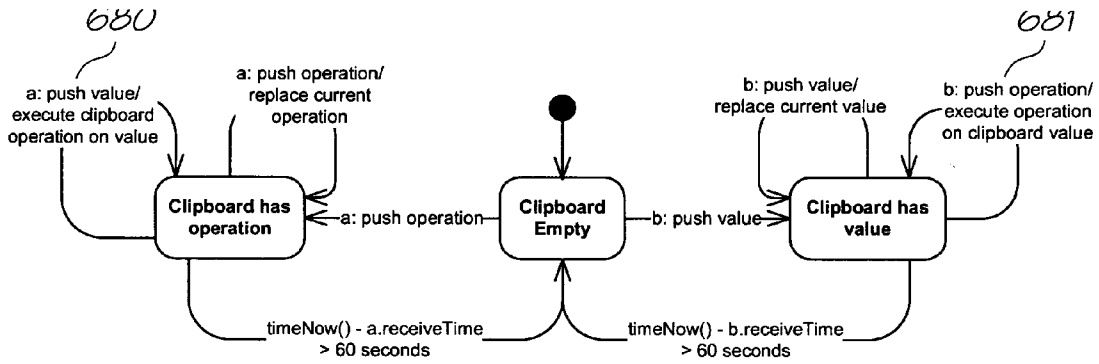 680
681
a: push value/
execute clipboard
operation on value
a: push operation/
replace current
operation
b: push value/
replace current value
b: push operation/
execute operation
on clipboard value
Clipboard has
operation
a: push operation
Clipboard
Empty
b: push value
Clipboard has
value
timeNow() - a.receiveTime
> 60 seconds
timeNow() - b.receiveTime
> 60 seconds